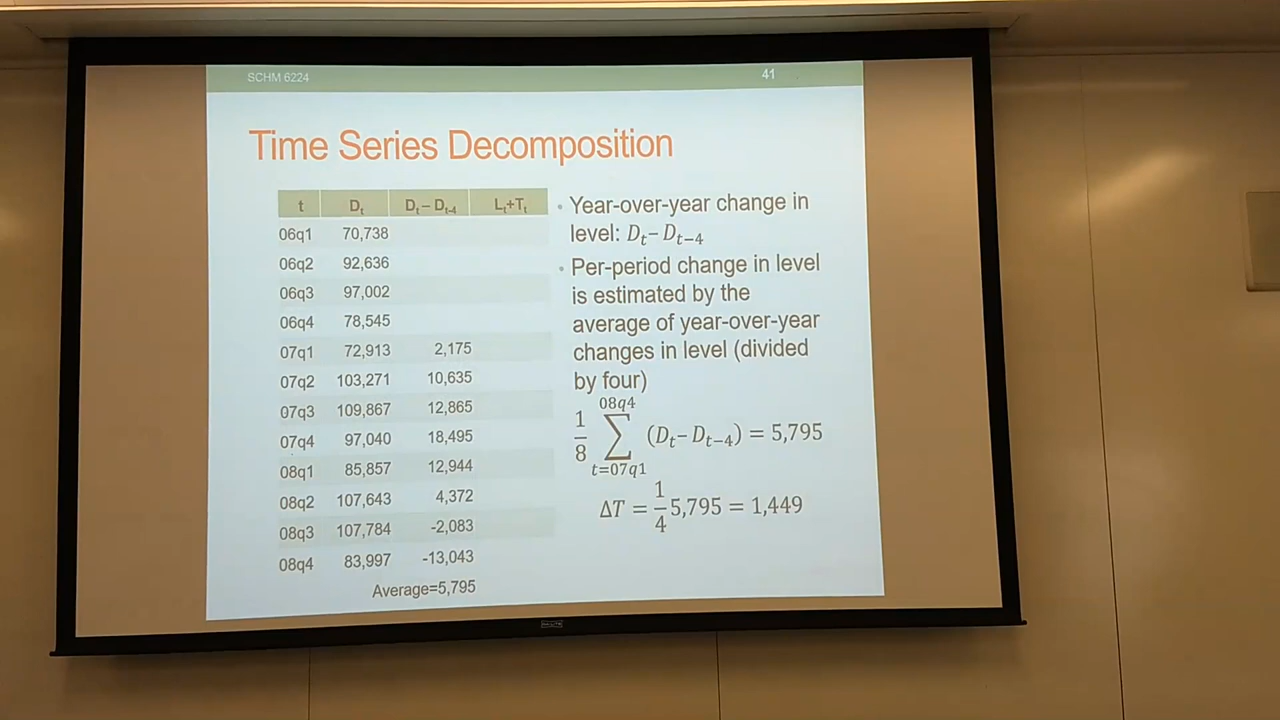 SCHM 6224 41
Time Series Decomposition
t Dₜ Dₜ – Dₜ₋₄ Lₜ+Tₜ
06q1 70,738
06q2 92,636
06q3 97,002
06q4 78,545
07q1 72,913 2,175
07q2 103,271 10,635
07q3 109,867 12,865
07q4 97,040 18,495
08q1 85,857 12,944
08q2 107,643 4,372
08q3 107,784 -2,083
08q4 83,997 -13,043
Average=5,795
• Year-over-year change in
level: Dₜ – Dₜ₋₄
• Per-period change in level
is estimated by the
average of year-over-year
changes in level (divided
by four)
1/8 ∑_{t=07q1}^{08q4} (Dₜ – Dₜ₋₄) = 5,795
ΔT = 1/4 5,795 = 1,449